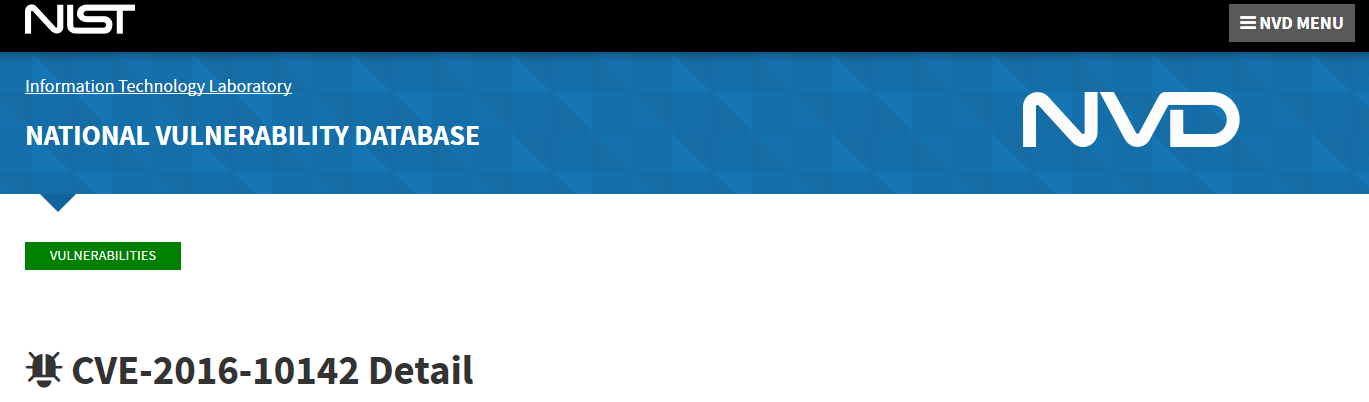 NIST
NVD MENU
Information Technology Laboratory
NATIONAL VULNERABILITY DATABASE
NVD
VULNERABILITIES
CVE-2016-10142 Detail